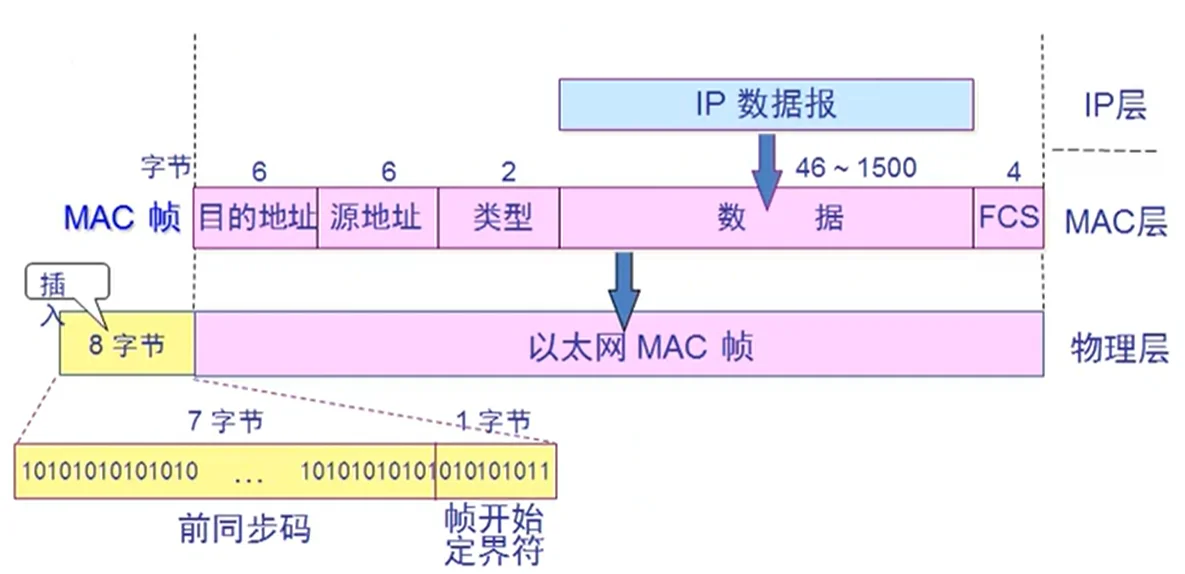 IP 数据报
IP层
字节
6
6
2
46 ~ 1500
4
MAC 帧
目的地址
源地址
类型
数 据
FCS
MAC层
插
入
8 字节
以太网 MAC 帧
物理层
7 字节
1 字节
10101010101010 ... 10101010101010101011
前同步码
帧开始
定界符